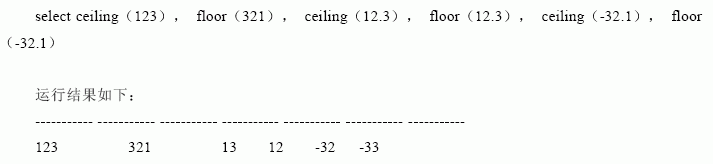 select ceiling（123）， floor（321）， ceiling（12.3）， floor（12.3）， ceiling（-32.1）， floor
（-32.1）
运行结果如下：
----------- ----------- ----------- ----------- ----------- ----------- -----------
123 321 13 12 -32 -33